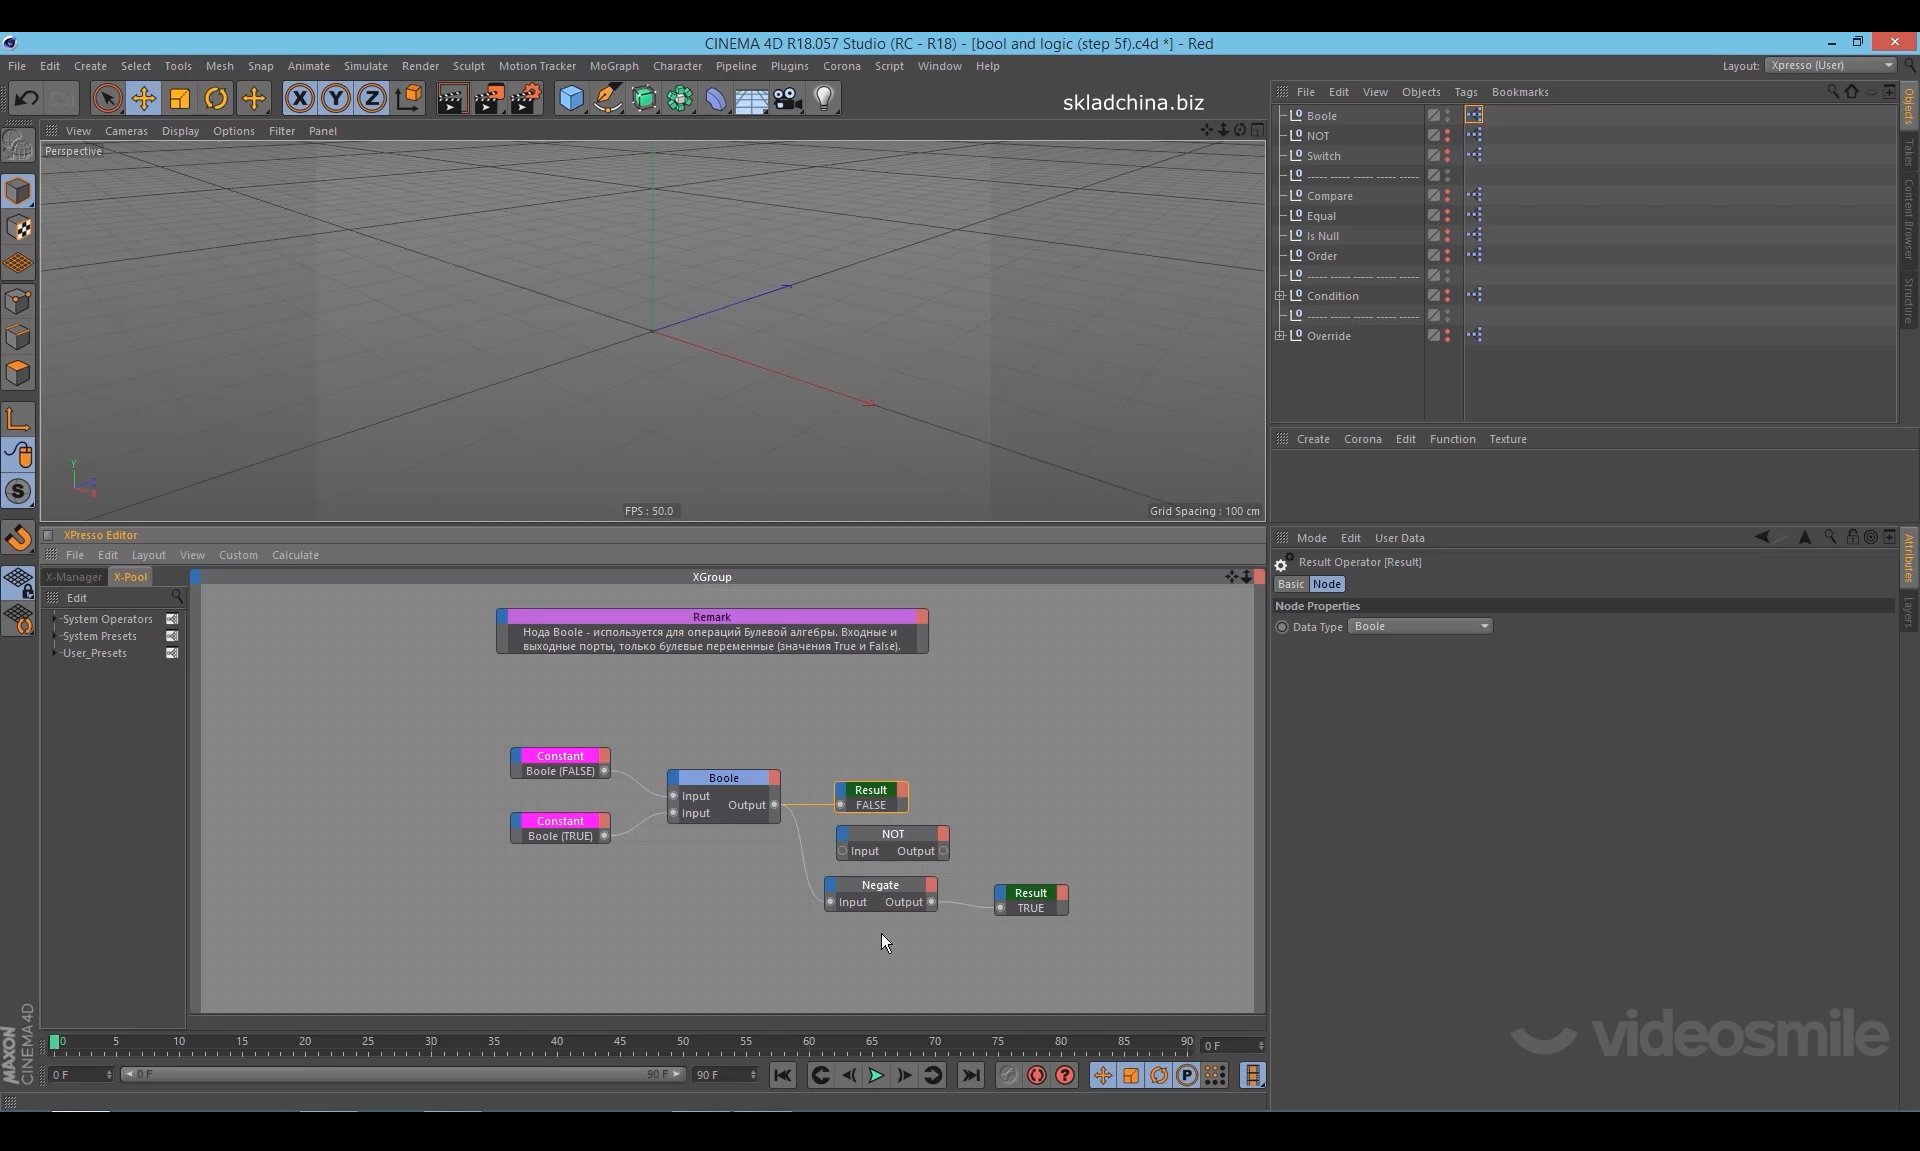 CINEMA 4D R18.057 Studio (RC - R18) - [bool and logic (step 5f).c4d *] - Red
File Edit Create Select Tools Mesh Snap Animate Simulate Render Sculpt Motion Tracker MoGraph Character Pipeline Plugins Corona Script Window Help
Layout: Xpresso (User)
X Y Z
skladchina.biz
File Edit View Objects Tags Bookmarks
Boole
NOT
Switch
----- ----- ----- ----- -----
Compare
Equal
Is Null
Order
----- ----- ----- ----- -----
Condition
----- ----- ----- ----- -----
Override
Objects
Takes
Content Browser
Structure
View Cameras Display Options Filter Panel
Perspective
Y
Z
X
FPS : 50.0
Grid Spacing : 100 cm
S
Create Corona Edit Function Texture
XPresso Editor
File Edit Layout View Custom Calculate
X-Manager X-Pool
Edit
System Operators
System Presets
User_Presets
XGroup
Remark
Нода Boole - используется для операций Булевой алгебры. Входные и
выходные порты, только булевые переменные (значения True и False).
Constant
Boole (FALSE)
Constant
Boole (TRUE)
Boole
Input
Output
Input
Result
FALSE
NOT
Input Output
Negate
Input Output
Result
TRUE
Mode Edit User Data
Result Operator [Result]
Basic Node
Node Properties
Data Type Boole
Attributes
Layers
0 5 10 15 20 25 30 35 40 45 50 55 60 65 70 75 80 85 90
0 F
0 F
0 F
90 F
90 F
P
MAXON
CINEMA 4D
videosmile